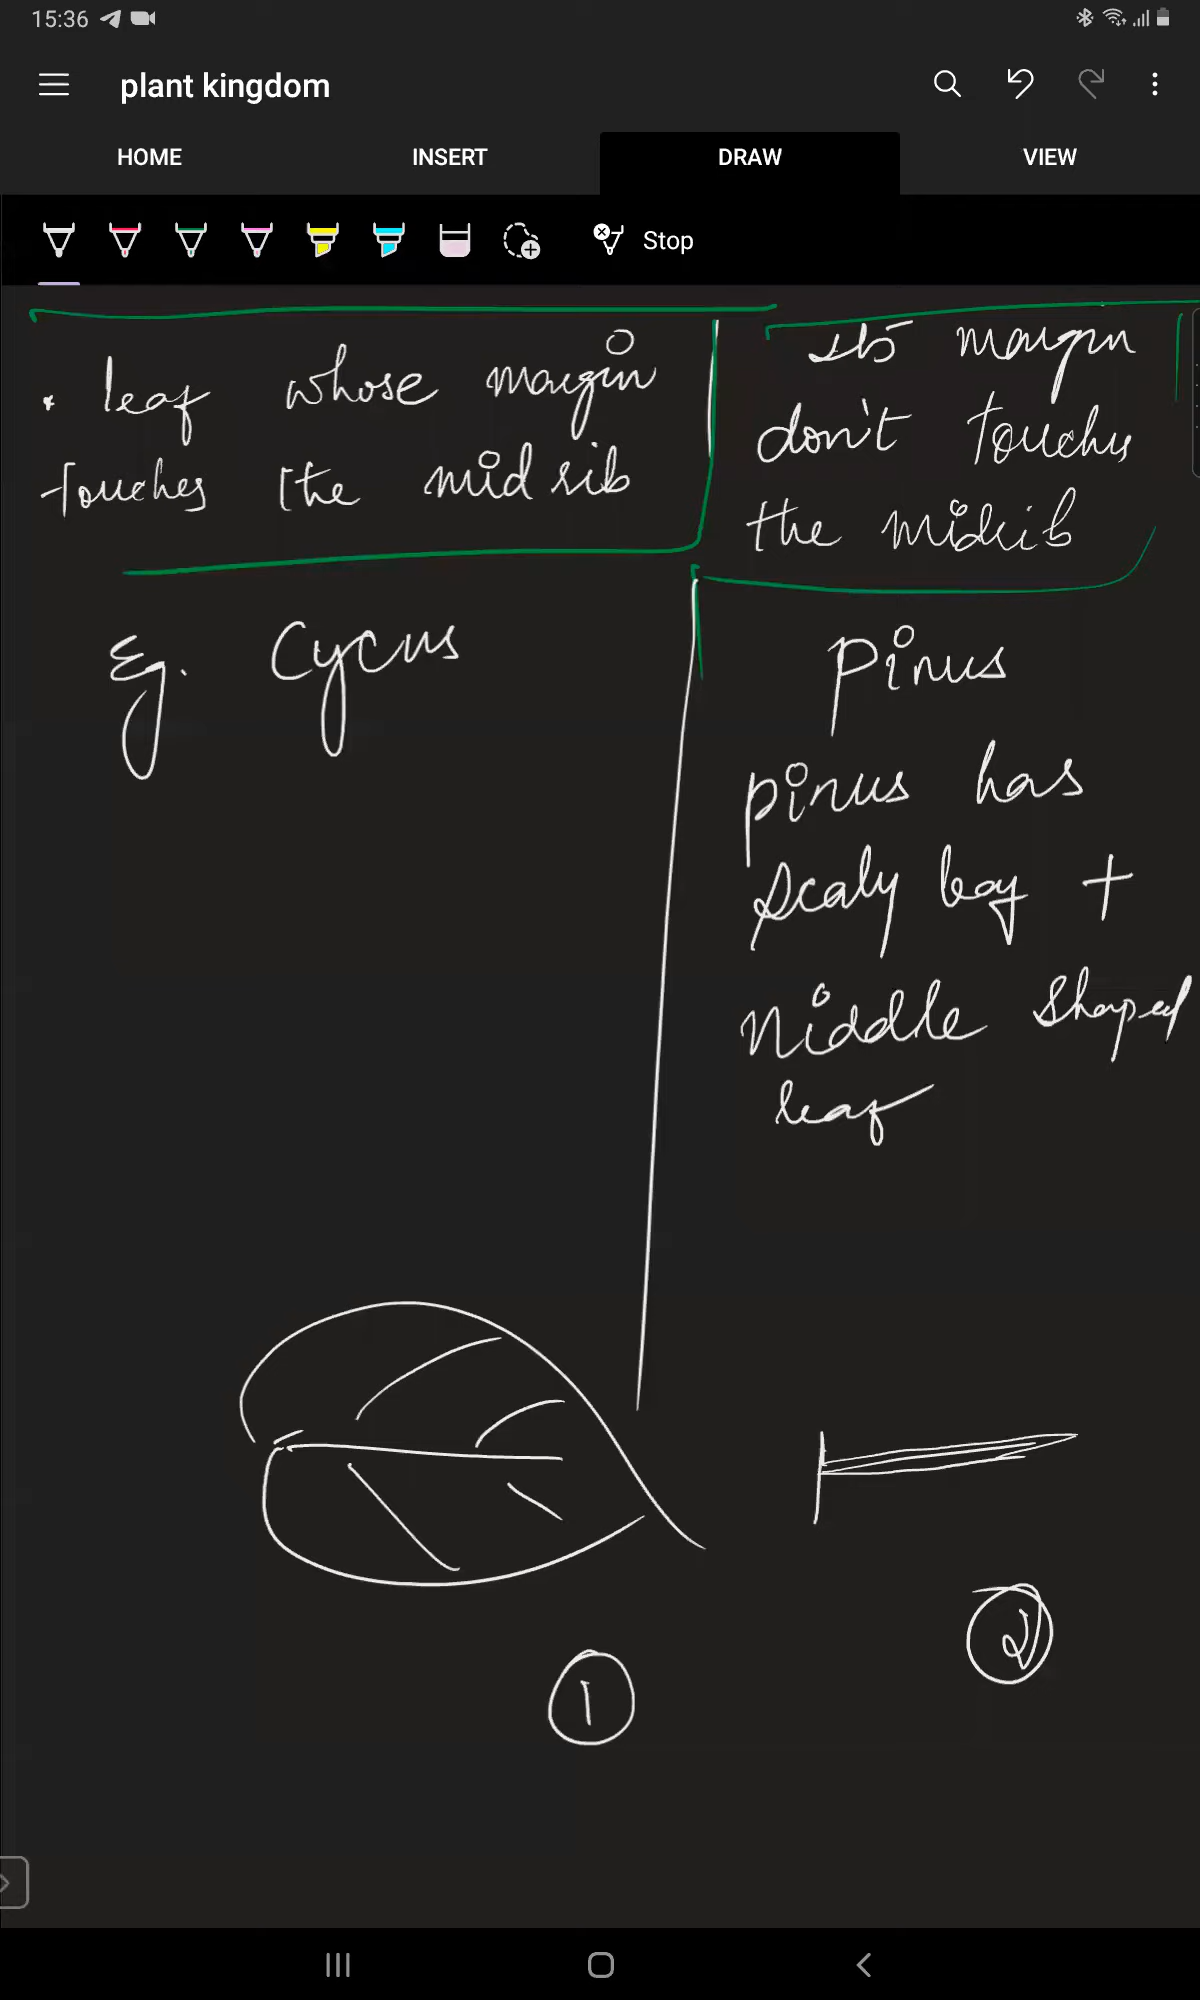 15:36
plant kingdom
HOME INSERT DRAW VIEW
Stop
. leaf whose margin
touches the mid rib
Its margin
don't touches
the midrib
Eg. Cycus
Pinus
pinus has
scaly leaf +
Niddle Shaped
leaf
1
2